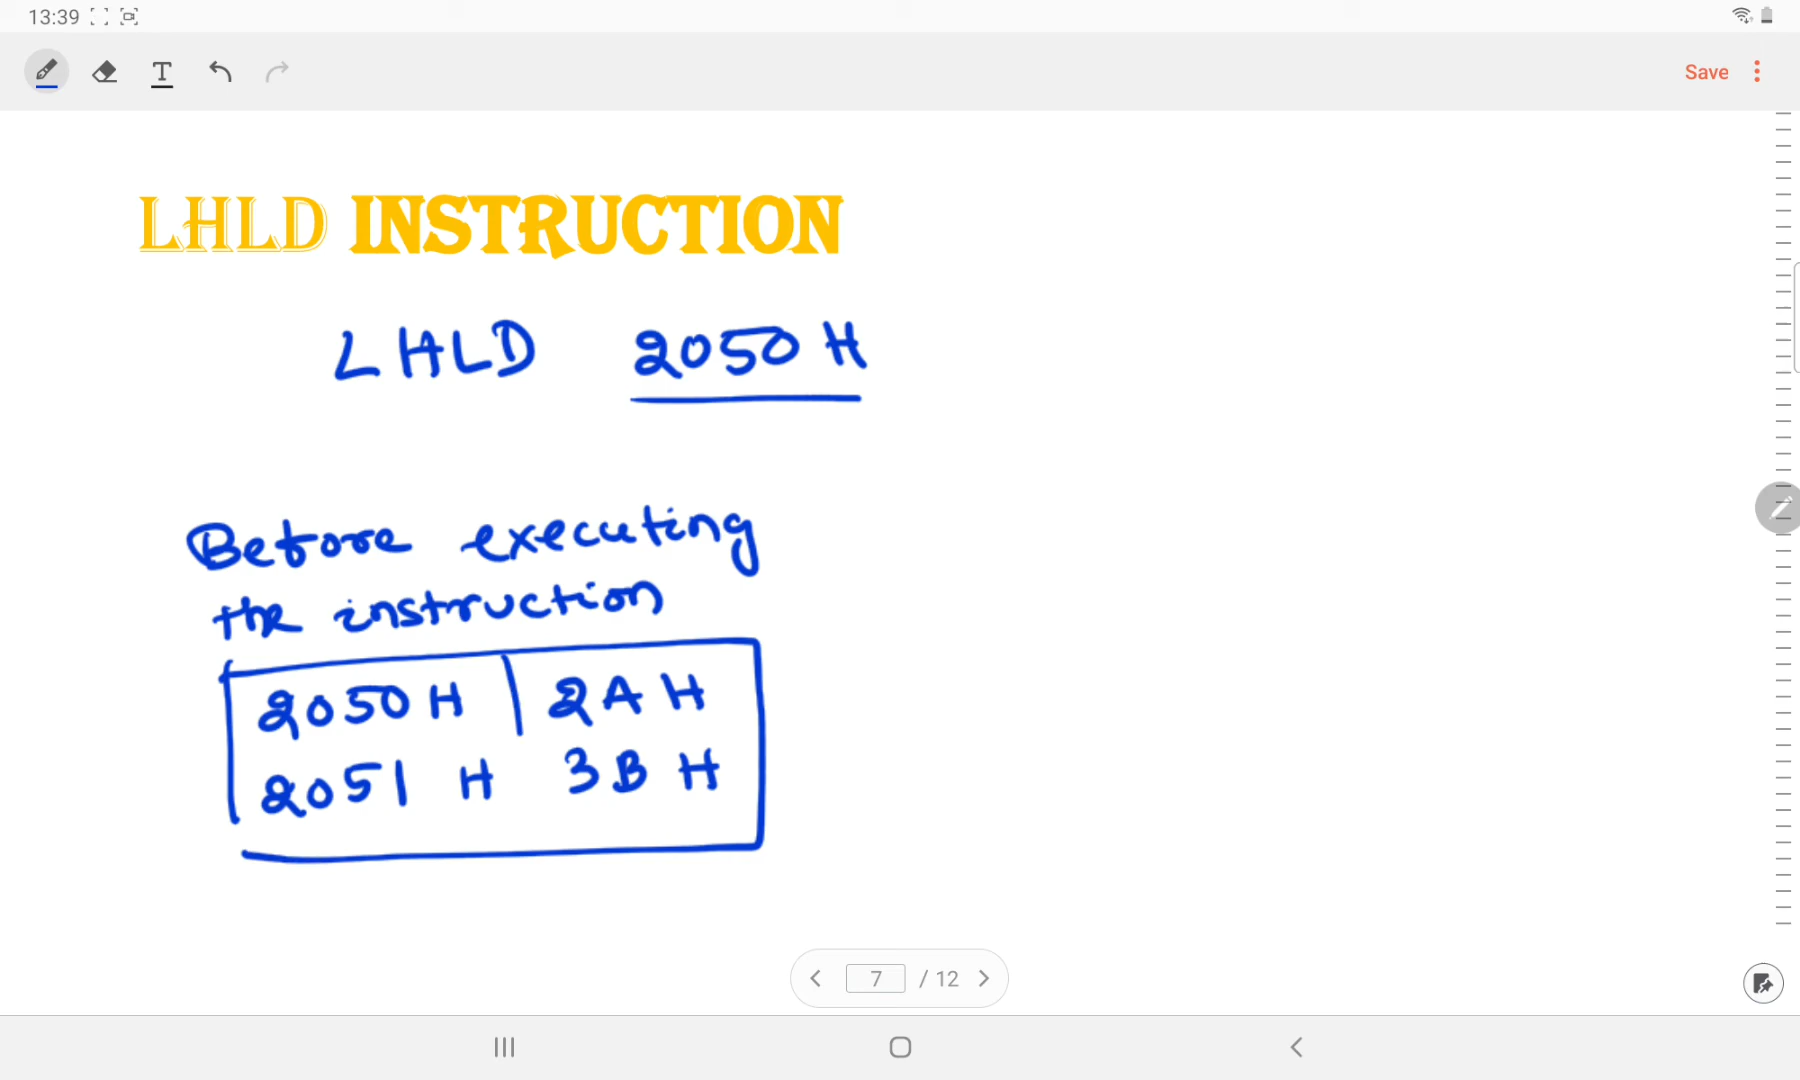 13:39
Save
LHLD INSTRUCTION
LHLD 2050 H
Before executing
the instruction
2050 H | 2A H
2051 H 3B H
7 / 12